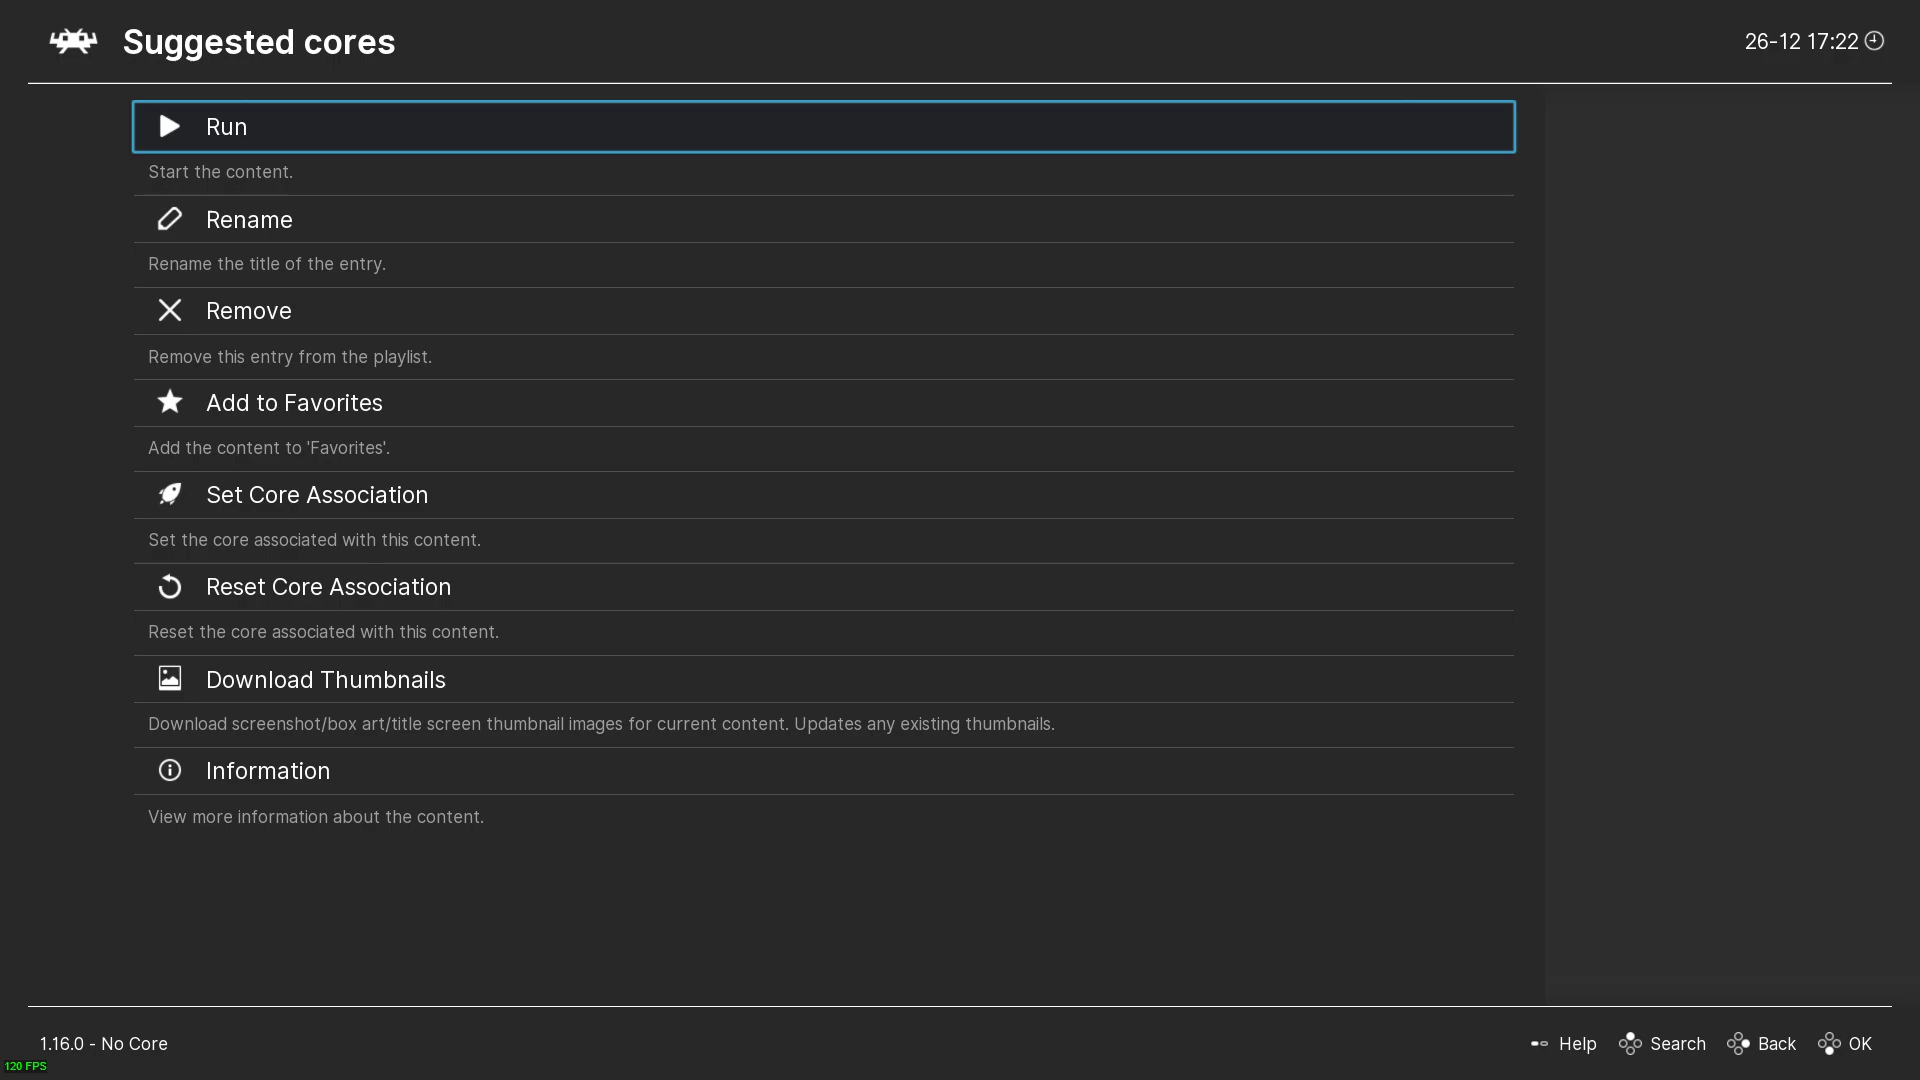 Suggested cores
26-12 17:22
Run
Start the content.
Rename
Rename the title of the entry.
Remove
Remove this entry from the playlist.
Add to Favorites
Add the content to 'Favorites'.
Set Core Association
Set the core associated with this content.
Reset Core Association
Reset the core associated with this content.
Download Thumbnails
Download screenshot/box art/title screen thumbnail images for current content. Updates any existing thumbnails.
Information
View more information about the content.
1.16.0 - No Core
Help Search Back OK
120 FPS